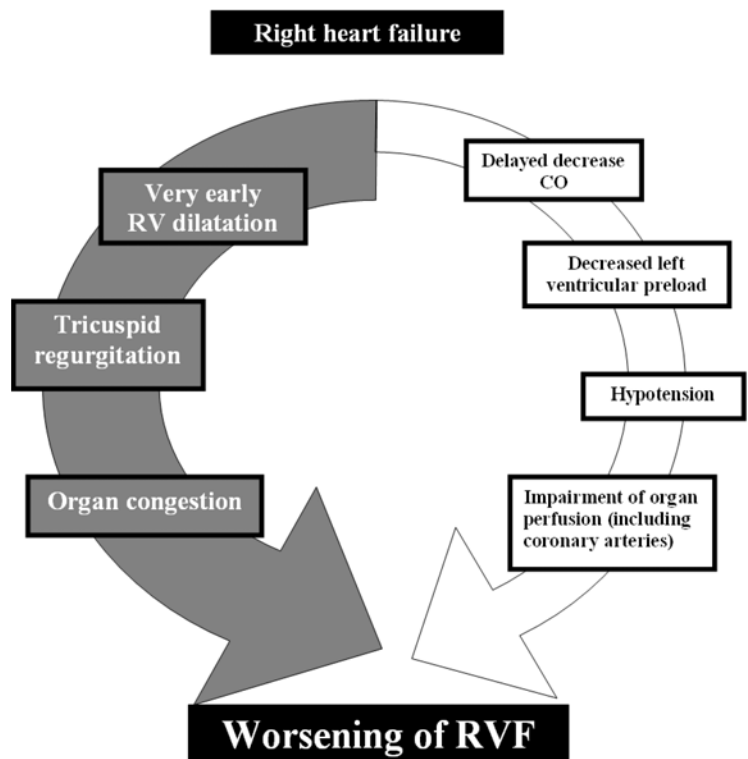 Right heart failure
Very early
RV dilatation
Tricuspid
regurgitation
Organ congestion
Delayed decrease
CO
Decreased left
ventricular preload
Hypotension
Impairment of organ
perfusion (including
coronary arteries)
Worsening of RVF